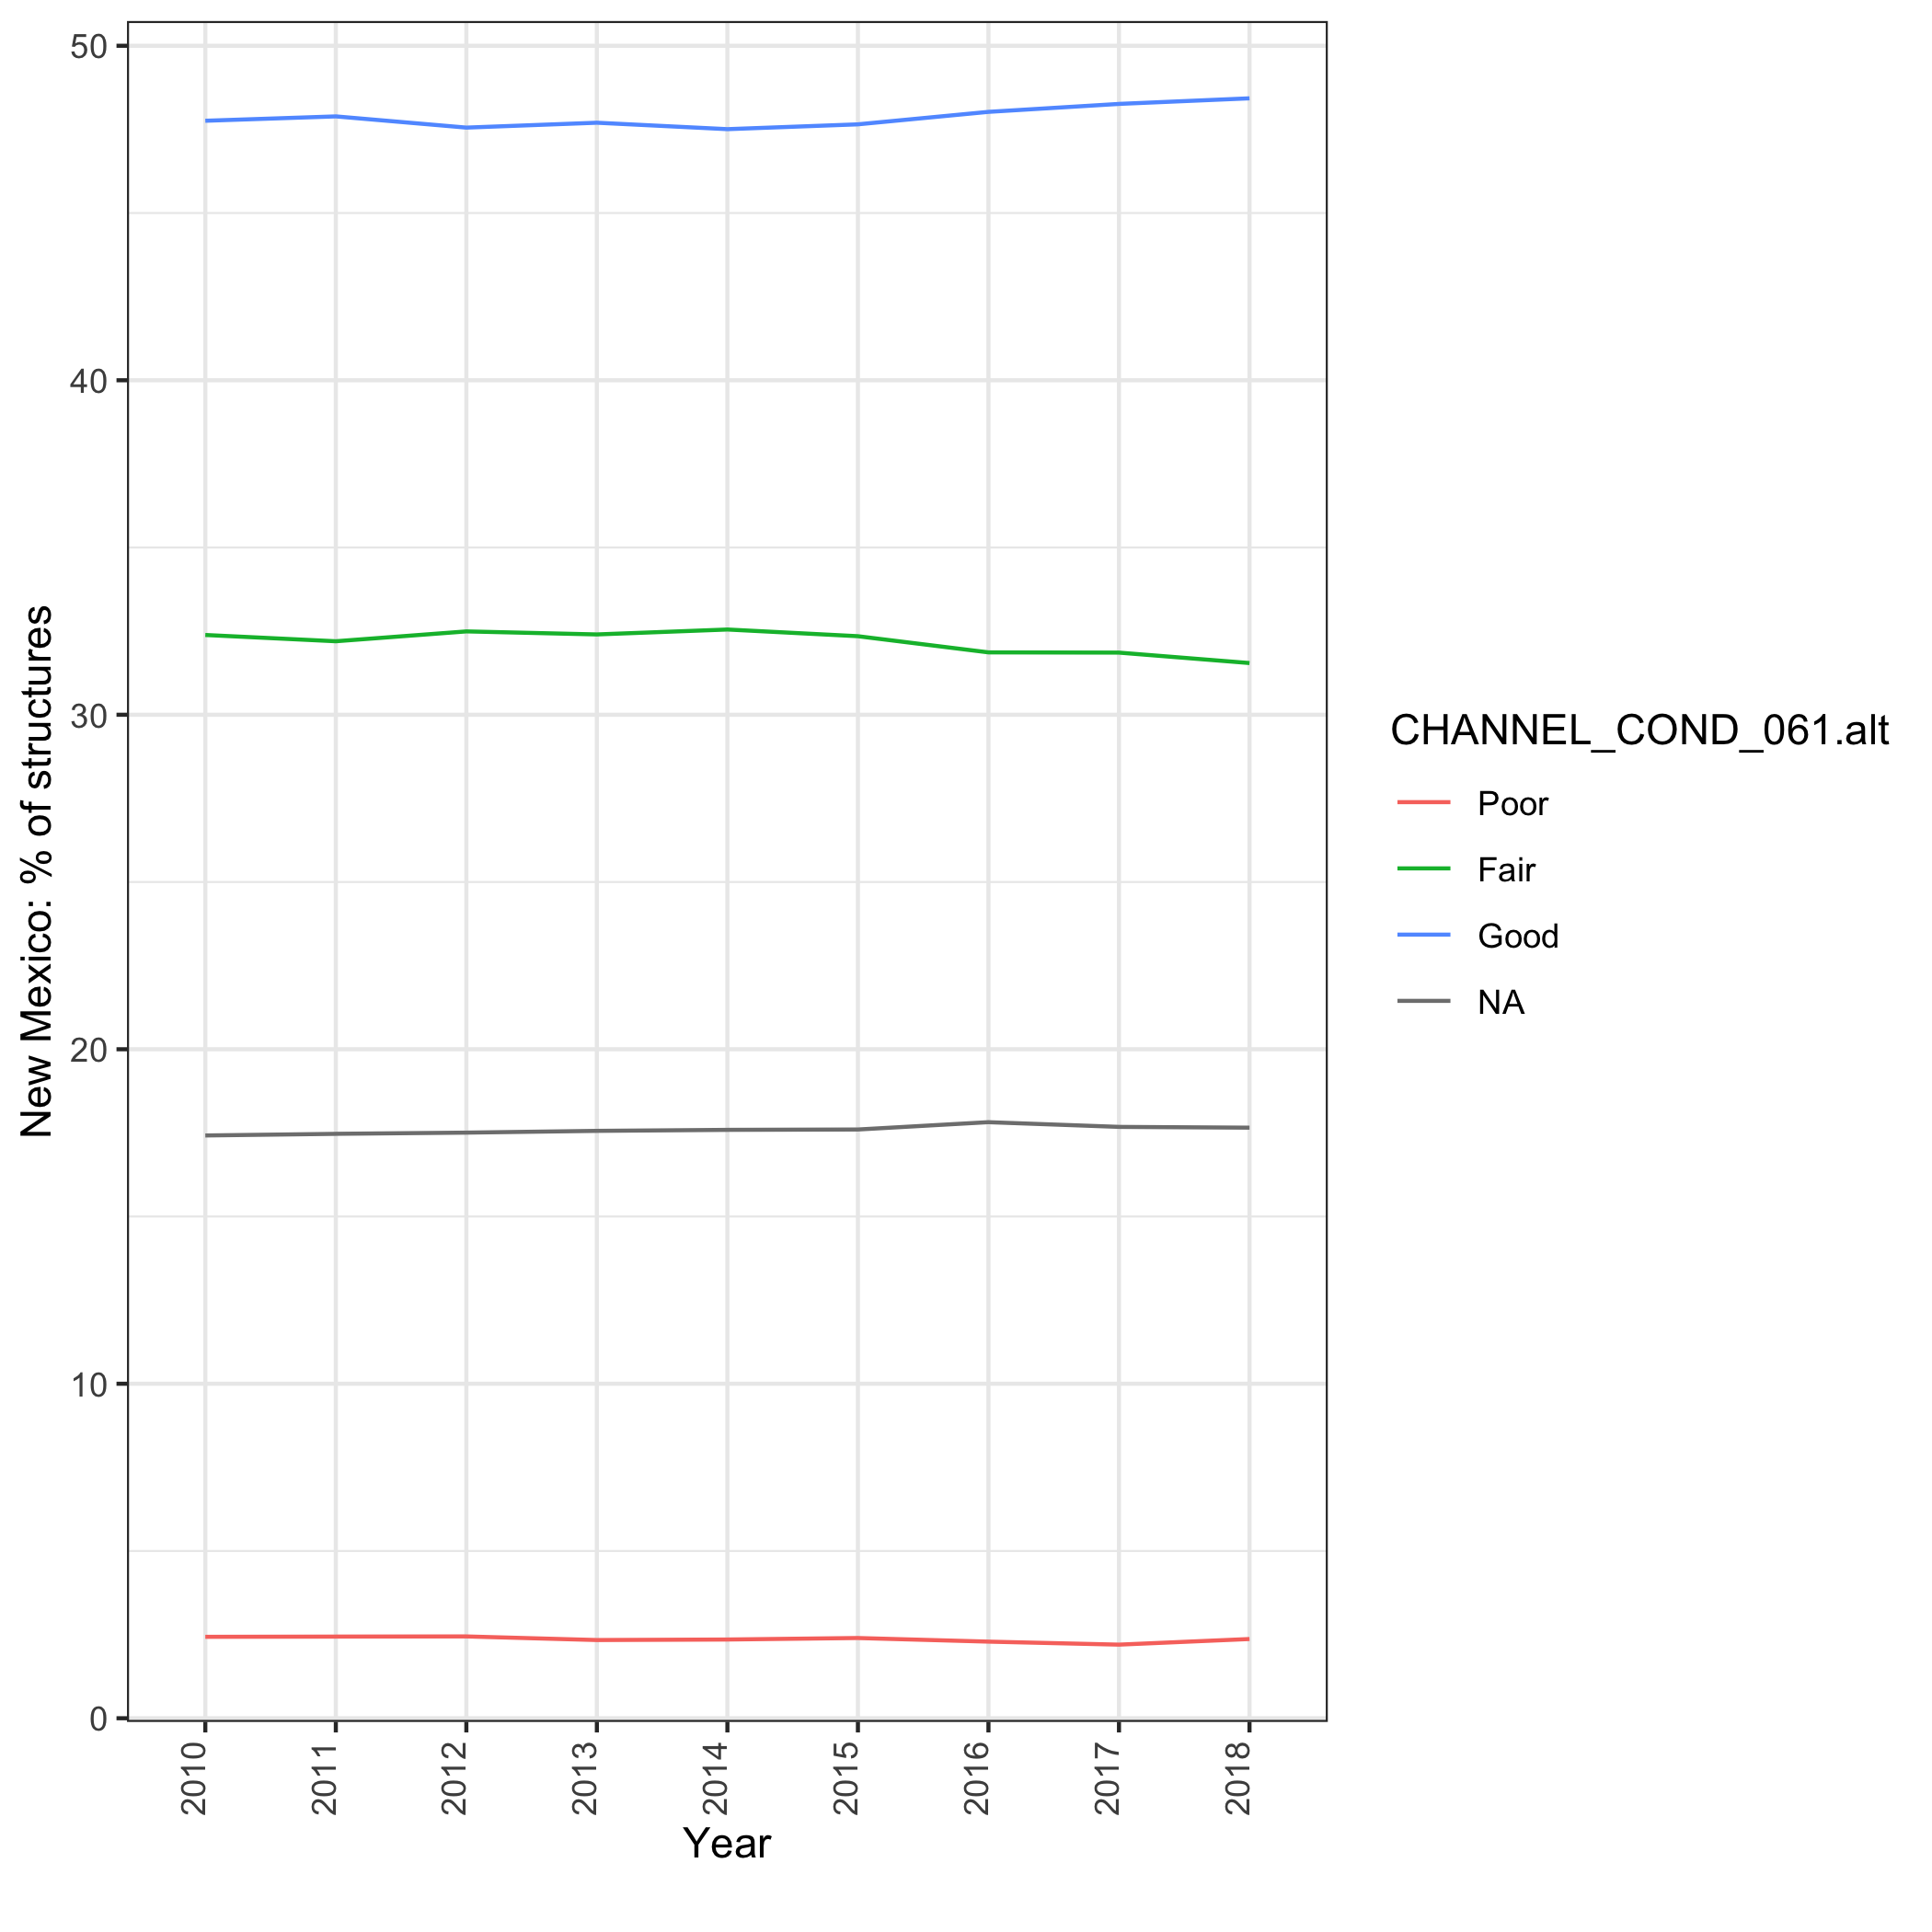 New Mexico: % of structures
50
40
30
20
10
0
2010
2011
2012
2013
2014
2015
2016
2017
2018
Year
CHANNEL_COND_061.alt
Poor
Fair
Good
NA